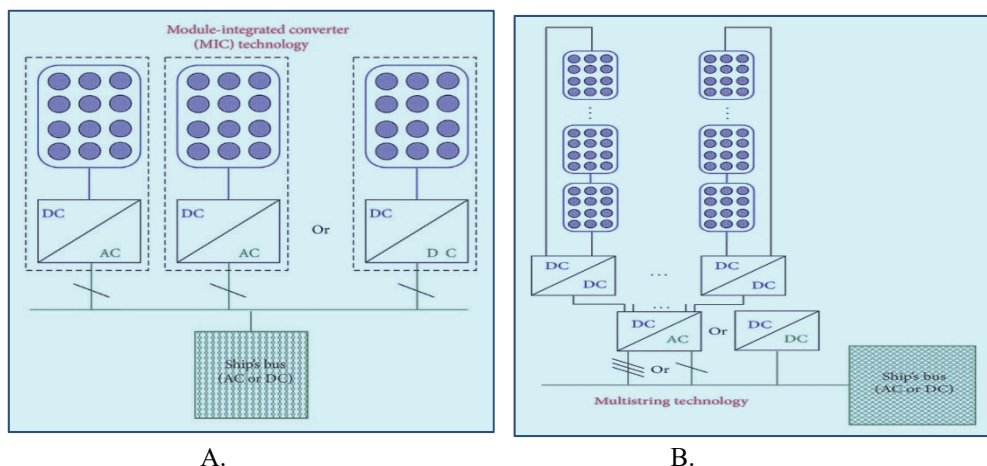 Module-integrated converter
(MIC) technology
DC
AC
DC
AC
Or
DC
D C
Ship's bus
(AC or DC)
A.
...
...
DC
DC
...
DC
DC
...
DC
AC
Or
DC
DC
Or
Multistring technology
Ship's bus
(AC or DC)
B.